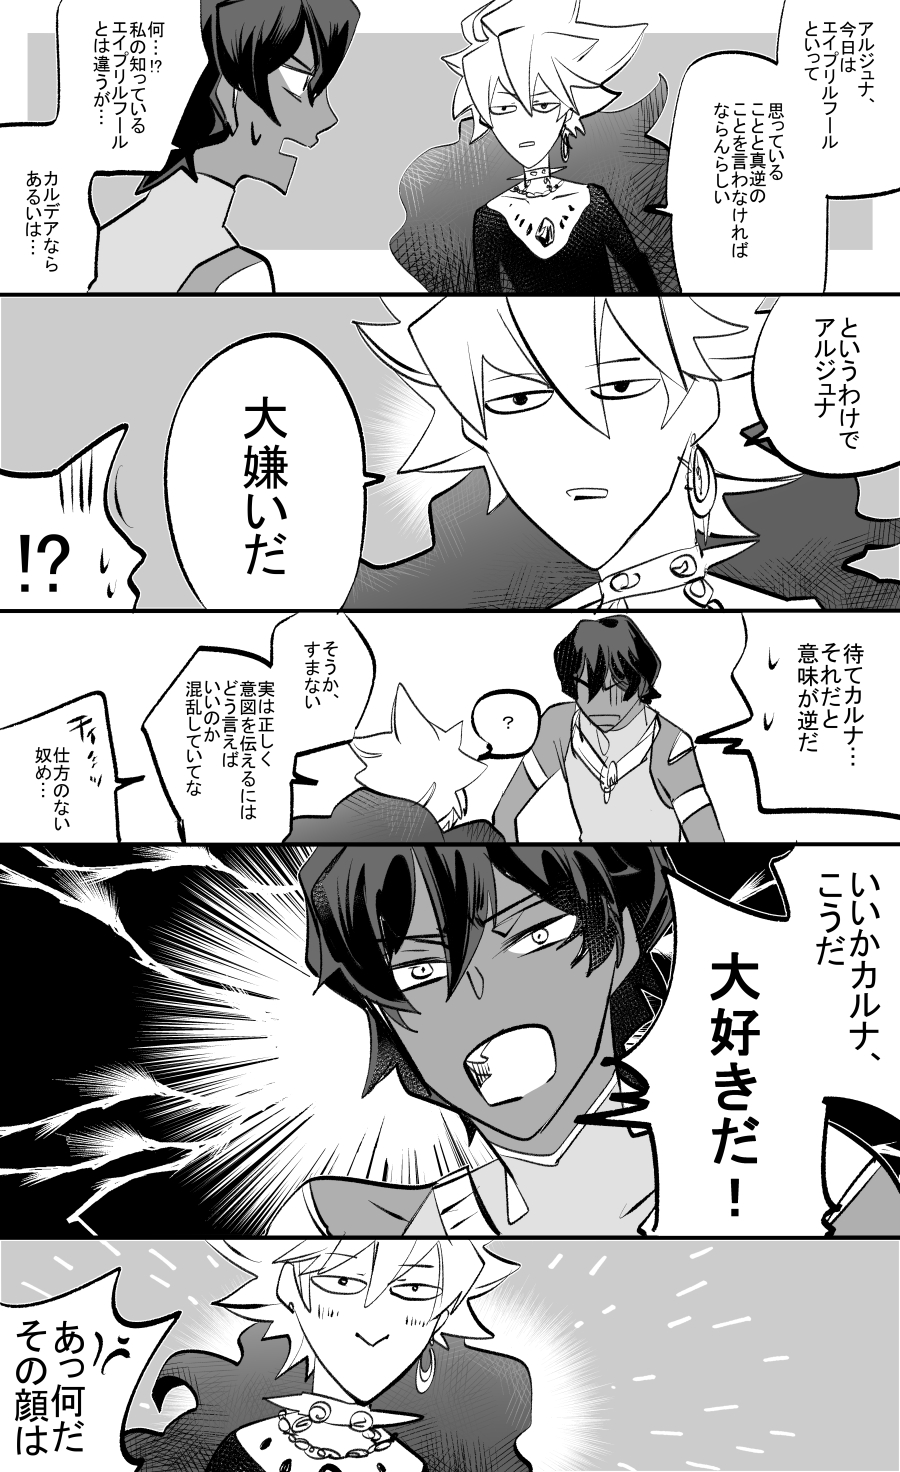 アルジュナ、
今日は
エイプリルフール
といって
思っている
ことと真逆の
ことを言わなければ
ならんらしい
何…!?
私の知っている
エイプリルフール
とは違うが…
カルデアなら
あるいは…
というわけで
アルジュナ
大嫌いだ
!?
待てカルナ…
それだと
意味が逆だ
?
そうか、
すまない
実は正しく
意図を伝えるには
どう言えば
いいのか
混乱していてな
チィ…ッ
仕方のない
奴め…
いいかカルナ、
こうだ
大好きだ!
あっ何だ
その顔は